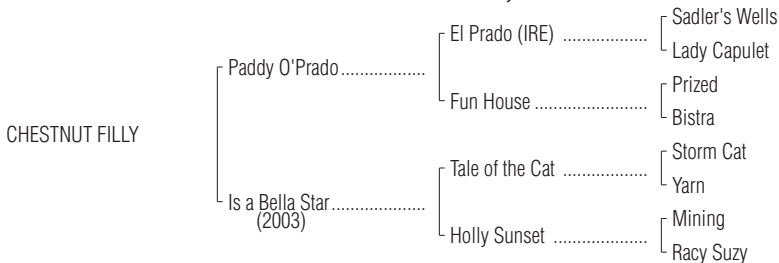 Sadler's Wells
El Prado (IRE) ..................
Lady Capulet
Paddy O'Prado..................
Prized
Fun House ........................
Bistra
CHESTNUT FILLY
Storm Cat
Tale of the Cat ..................
Yarn
Is a Bella Star....................
(2003)
Mining
Holly Sunset ....................
Racy Suzy